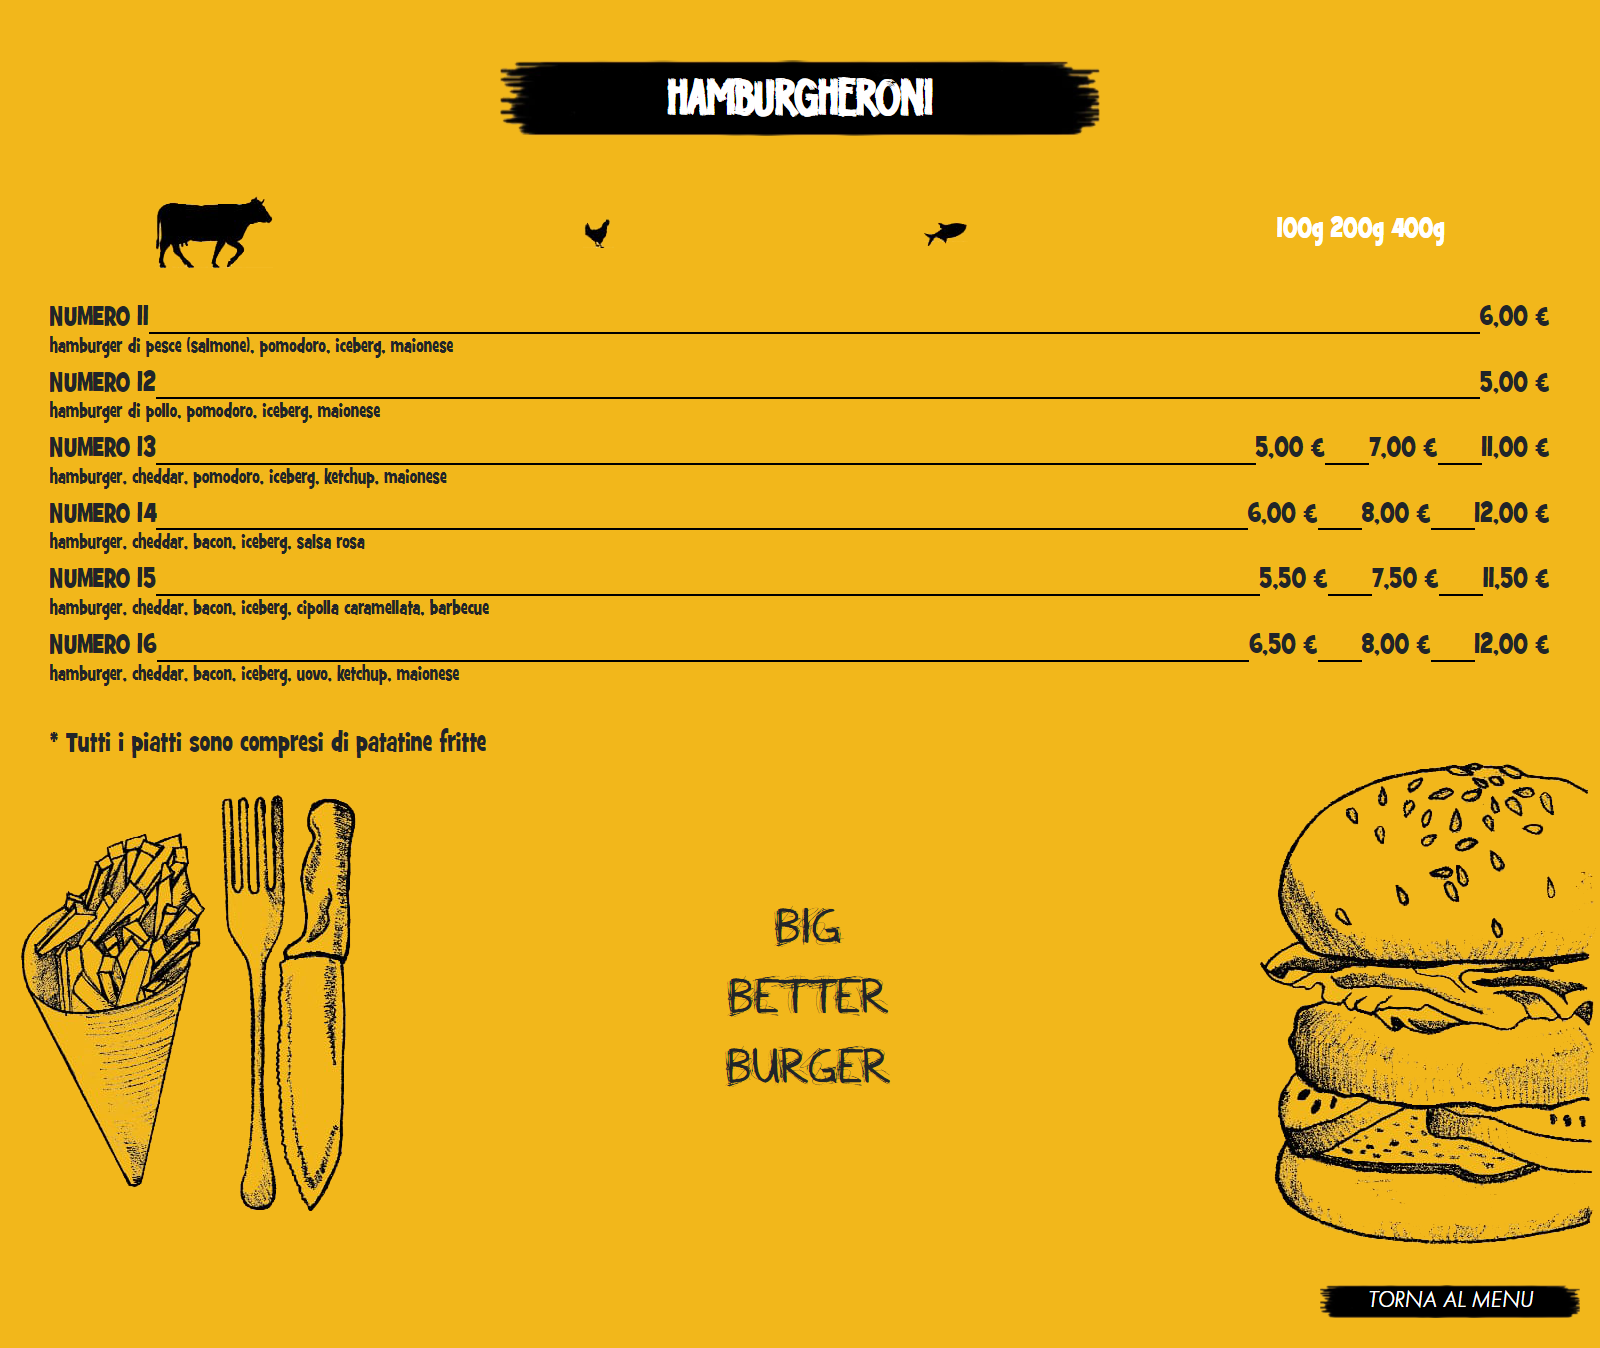 HAMBURGHERONI
100g 200g 400g
NUMERO 11 6,00 €
hamburger di pesce (salmone), pomodoro, iceberg, maionese
NUMERO 12 5,00 €
hamburger di pollo, pomodoro, iceberg, maionese
NUMERO 13 5,00 € 7,00 € 11,00 €
hamburger, cheddar, pomodoro, iceberg, ketchup, maionese
NUMERO 14 6,00 € 8,00 € 12,00 €
hamburger, cheddar, bacon, iceberg, salsa rosa
NUMERO 15 5,50 € 7,50 € 11,50 €
hamburger, cheddar, bacon, iceberg, cipolla caramellata, barbecue
NUMERO 16 6,50 € 8,00 € 12,00 €
hamburger, cheddar, bacon, iceberg, uovo, ketchup, maionese
* Tutti i piatti sono compresi di patatine fritte
BIG
BETTER
BURGER
TORNA AL MENU